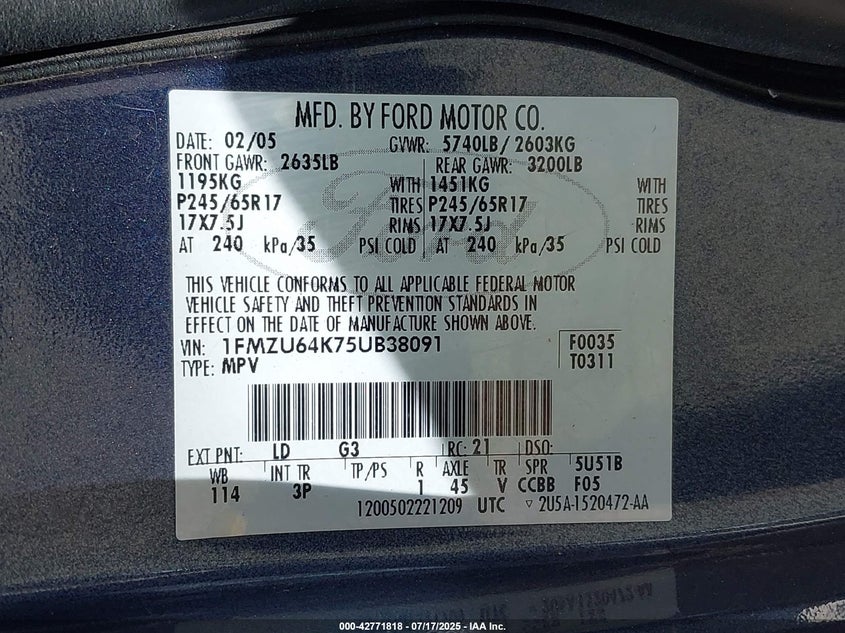 MFD. BY FORD MOTOR CO.
DATE: 02/05 GVWR: 5740LB/ 2603KG
FRONT GAWR: 2635LB REAR GAWR: 3200LB
1195KG WITH 1451KG WITH
P245/65R17 TIRES P245/65R17 TIRES
17X7.5J RIMS 17X7.5J RIMS
AT 240 kPa/35 PSI COLD AT 240 kPa/35 PSI COLD
Ford
THIS VEHICLE CONFORMS TO ALL APPLICABLE FEDERAL MOTOR
VEHICLE SAFETY AND THEFT PREVENTION STANDARDS IN
EFFECT ON THE DATE OF MANUFACTURE SHOWN ABOVE.
VIN: 1FMZU64K75UB38091 F0035
TYPE: MPV T0311
EXT PNT: LD G3 RC: 21 DSO:
WB INT TR TP/PS R AXLE TR SPR 5U51B
114 3P 1 45 V CCBB F05
1200502221209 UTC ▽ 2U5A-1520472-AA
000-42771818 | 07/17/2025 - IAA Inc.